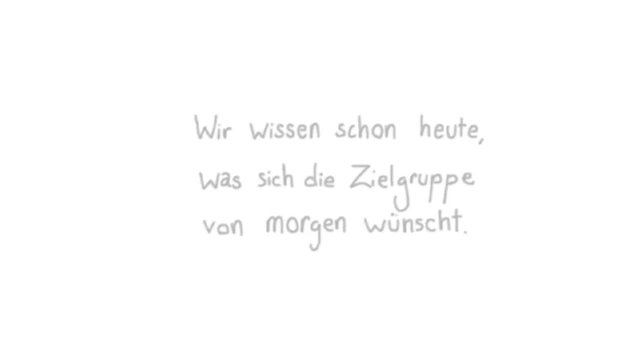 Wir wissen schon heute,
was sich die Zielgruppe
von morgen wünscht.